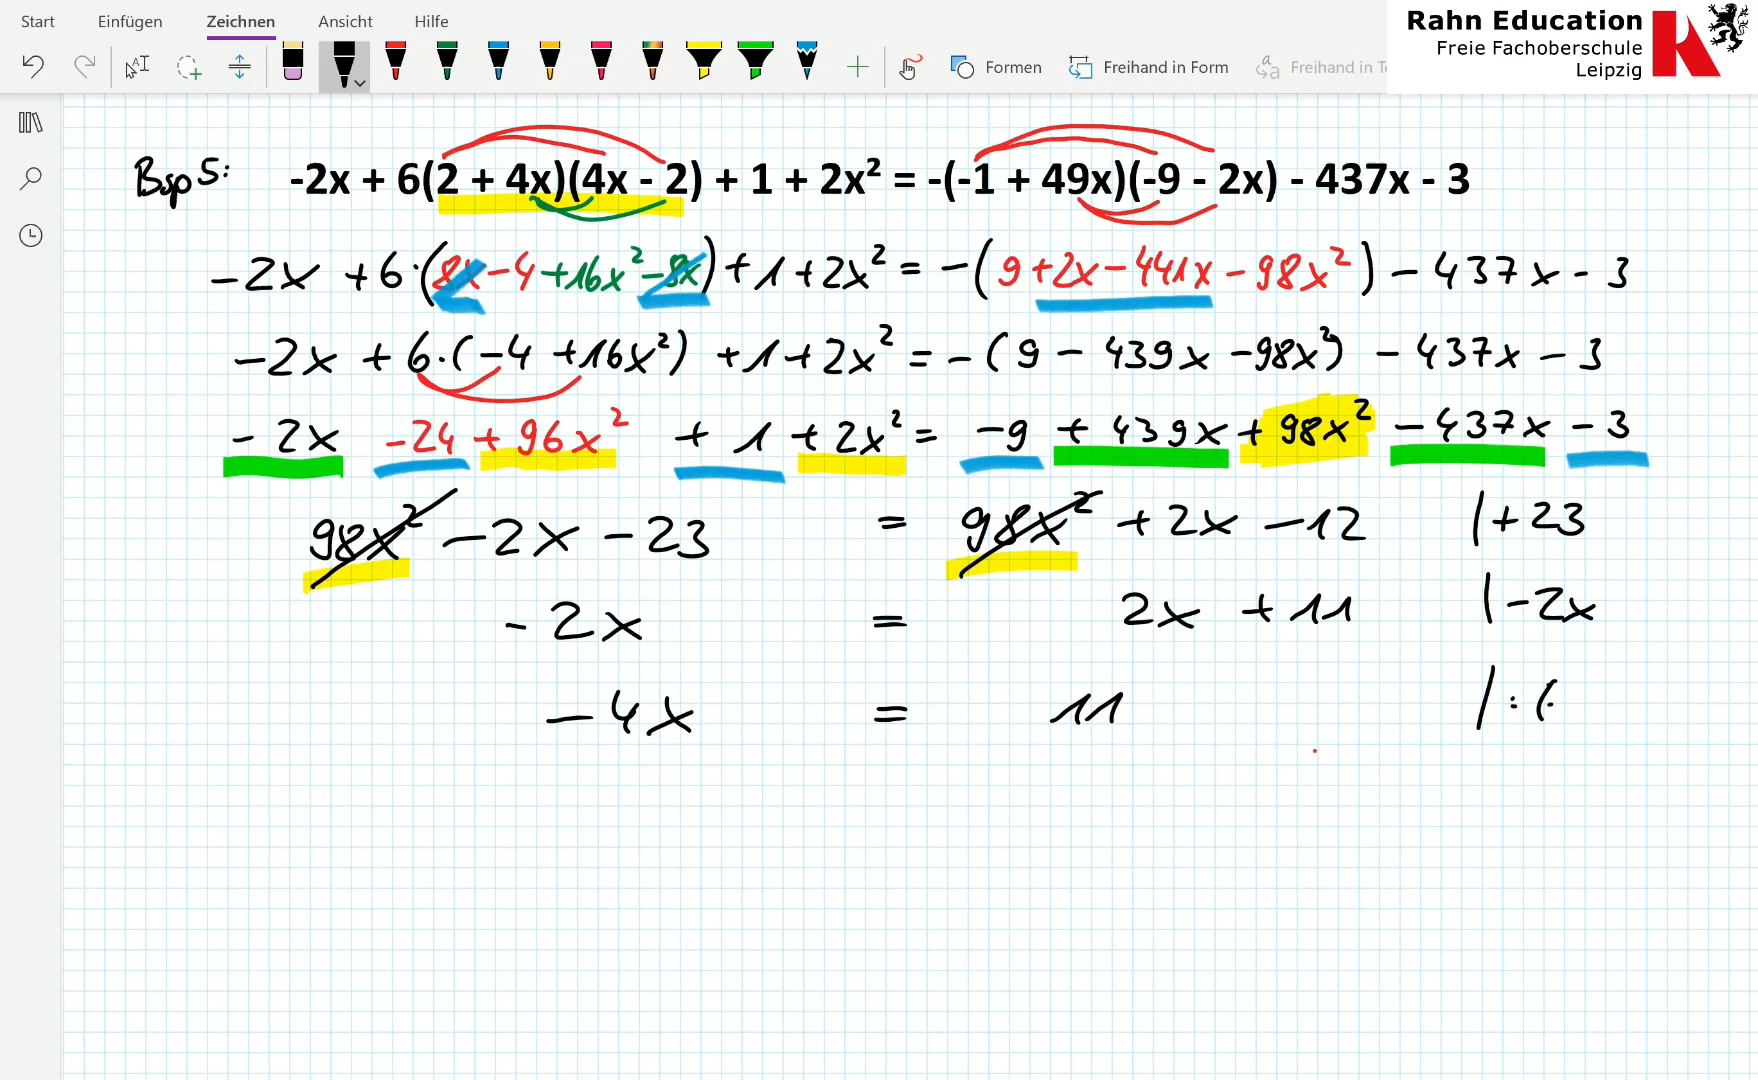 Start Einfügen Zeichnen Ansicht Hilfe
Rahn Education
Freie Fachoberschule
Leipzig
Formen Freihand in Form Freihand in Te
Bsp 5: -2x + 6(2 + 4x)(4x - 2) + 1 + 2x² = -(-1 + 49x)(-9 - 2x) - 437x - 3
-2x + 6·(8x - 4 + 16x² - 8x) + 1 + 2x² = -(9 + 2x - 441x - 98x²) - 437x - 3
-2x + 6·(-4 + 16x²) + 1 + 2x² = -(9 - 439x - 98x²) - 437x - 3
-2x -24 + 96x² + 1 + 2x² = -9 + 439x + 98x² - 437x - 3
98x² - 2x - 23 = 98x² + 2x - 12 |+23
-2x = 2x + 11 |-2x
-4x = 11 |:(-